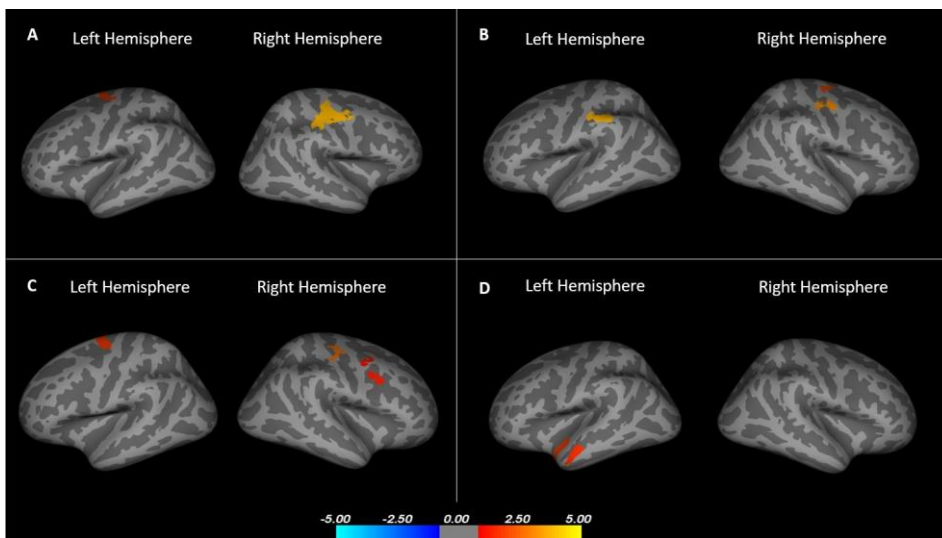 A Left Hemisphere Right Hemisphere
B Left Hemisphere Right Hemisphere
C Left Hemisphere Right Hemisphere
D Left Hemisphere Right Hemisphere
-5.00 -2.50 0.00 2.50 5.00